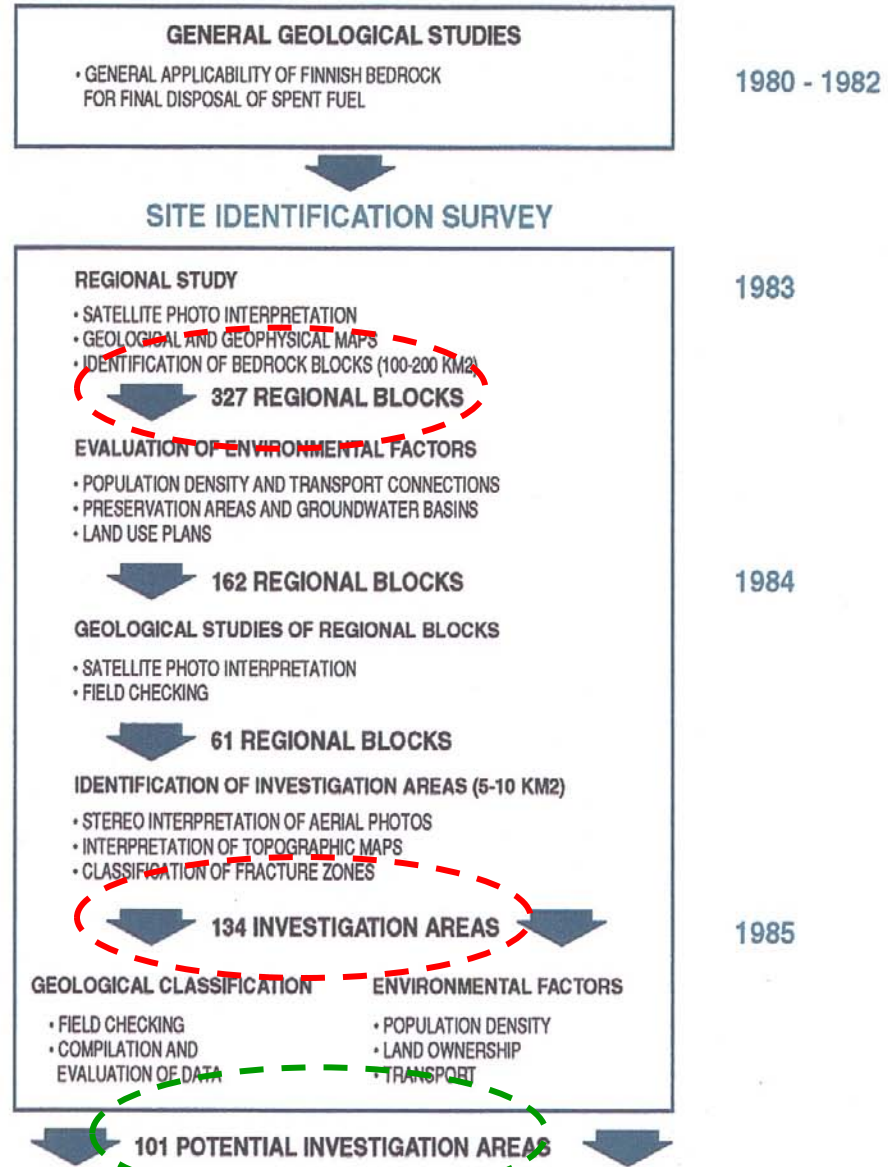 GENERAL GEOLOGICAL STUDIES
• GENERAL APPLICABILITY OF FINNISH BEDROCK
FOR FINAL DISPOSAL OF SPENT FUEL
1980 - 1982
SITE IDENTIFICATION SURVEY
REGIONAL STUDY
1983
• SATELLITE PHOTO INTERPRETATION
• GEOLOGICAL AND GEOPHYSICAL MAPS
• IDENTIFICATION OF BEDROCK BLOCKS (100-200 KM2)
327 REGIONAL BLOCKS
EVALUATION OF ENVIRONMENTAL FACTORS
• POPULATION DENSITY AND TRANSPORT CONNECTIONS
• PRESERVATION AREAS AND GROUNDWATER BASINS
• LAND USE PLANS
162 REGIONAL BLOCKS
1984
GEOLOGICAL STUDIES OF REGIONAL BLOCKS
• SATELLITE PHOTO INTERPRETATION
• FIELD CHECKING
61 REGIONAL BLOCKS
IDENTIFICATION OF INVESTIGATION AREAS (5-10 KM2)
• STEREO INTERPRETATION OF AERIAL PHOTOS
• INTERPRETATION OF TOPOGRAPHIC MAPS
• CLASSIFICATION OF FRACTURE ZONES
134 INVESTIGATION AREAS
1985
GEOLOGICAL CLASSIFICATION
• FIELD CHECKING
• COMPILATION AND
EVALUATION OF DATA
ENVIRONMENTAL FACTORS
• POPULATION DENSITY
• LAND OWNERSHIP
• TRANSPORT
101 POTENTIAL INVESTIGATION AREAS